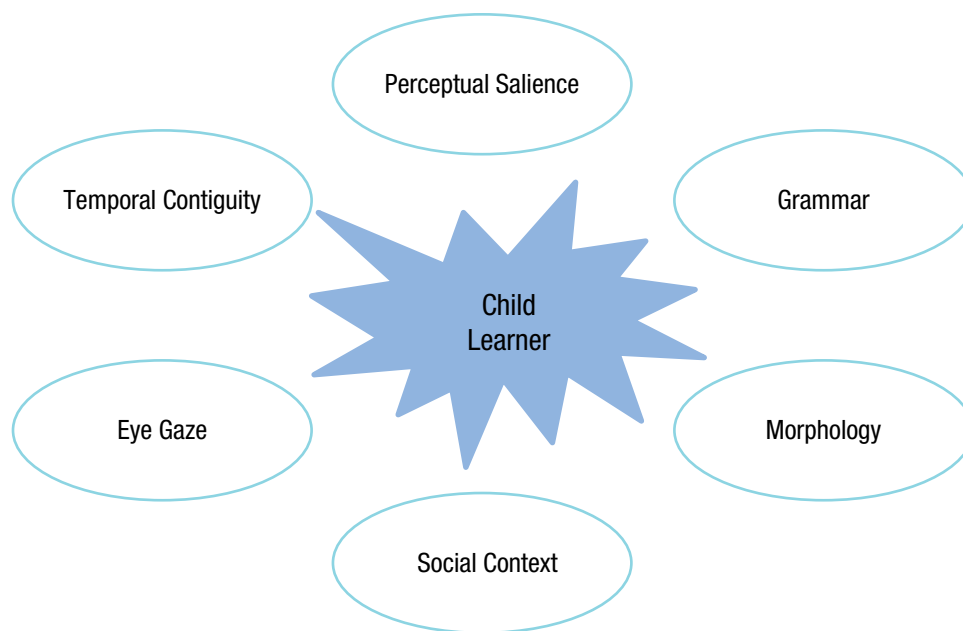 Perceptual Salience
Temporal Contiguity
Grammar
Child
Learner
Eye Gaze
Morphology
Social Context